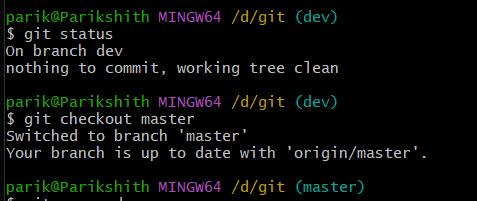 parik@Parikshith MINGW64 /d/git (dev)
$ git status
On branch dev
nothing to commit, working tree clean
parik@Parikshith MINGW64 /d/git (dev)
$ git checkout master
Switched to branch 'master'
Your branch is up to date with 'origin/master'.
parik@Parikshith MINGW64 /d/git (master)